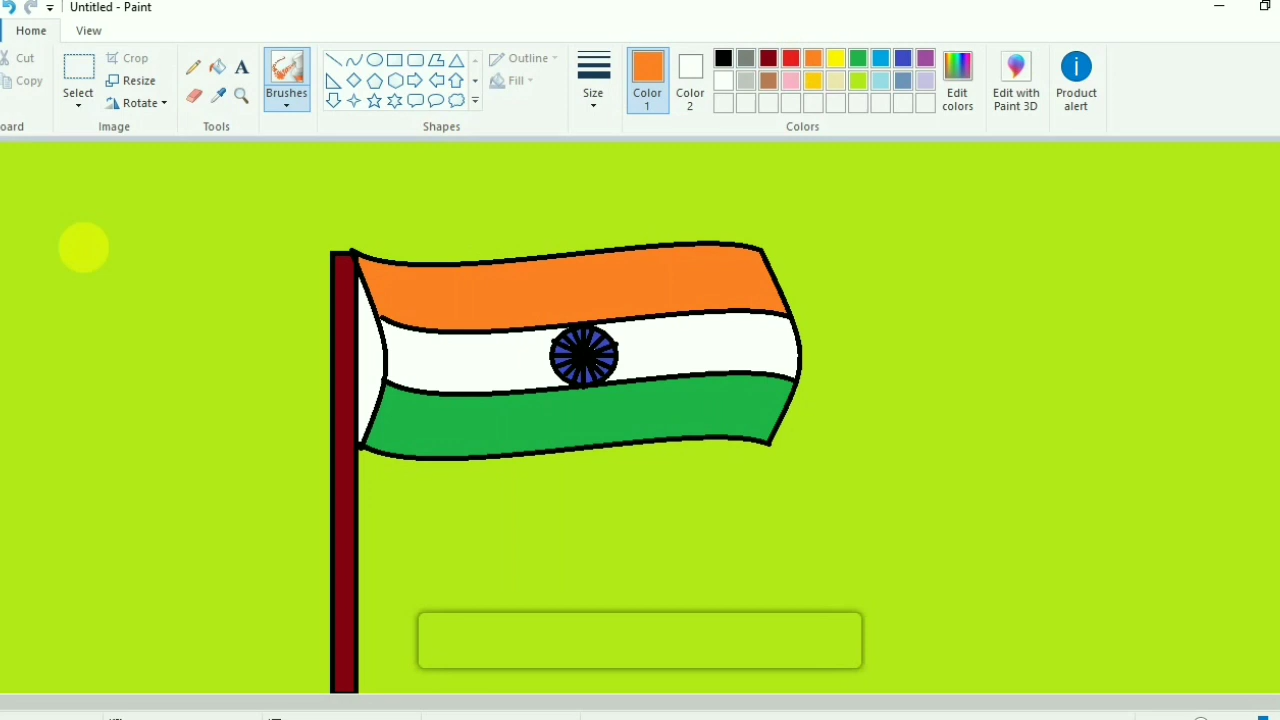 Untitled - Paint
Home View
Cut
Copy
Select
Crop
Resize
Rotate
Brushes
Outline
Fill
Size
Color 1
Color 2
Edit colors
Edit with Paint 3D
Product alert
oard
Image
Tools
Shapes
Colors